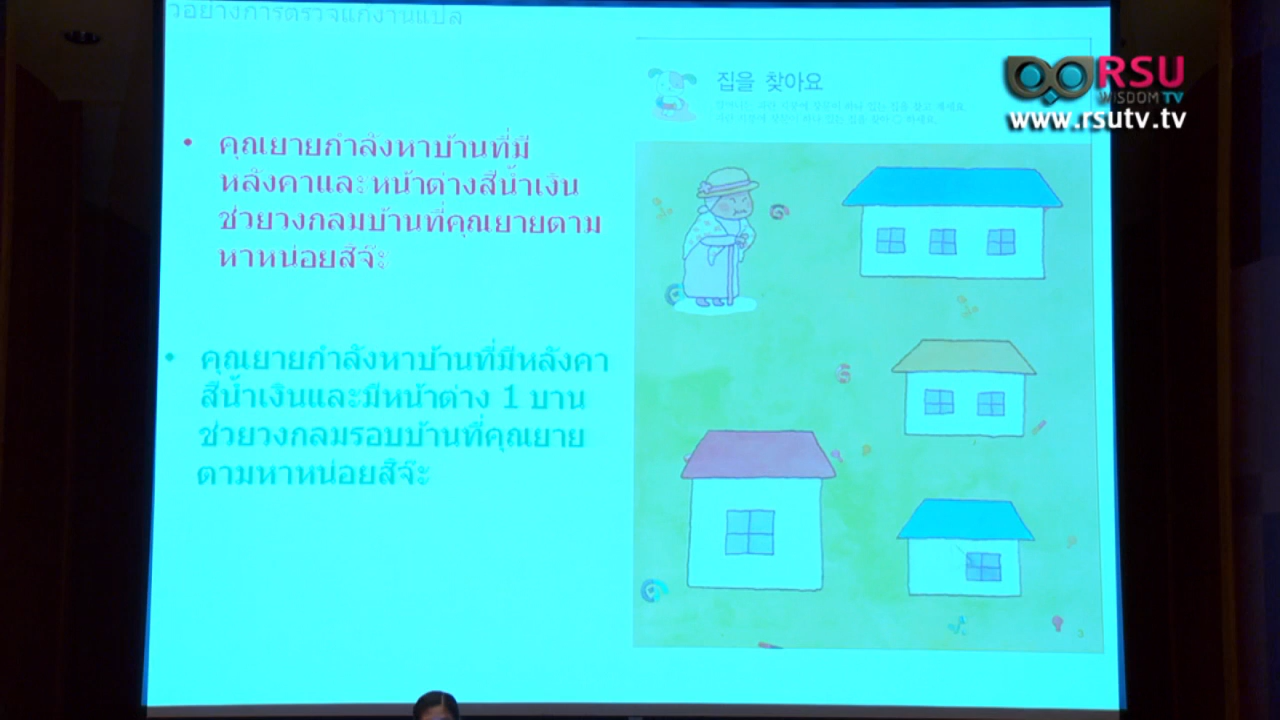 วอย่างการตรวจแก้งานแปล
RSU
WISDOM TV
www.rsutv.tv
집을 찾아요
• คุณยายกำลังหาบ้านที่มี
หลังคาและหน้าต่างสีน้ำเงิน
ช่วยวงกลมบ้านที่คุณยายตาม
หาหน่อยสิจ๊ะ
• คุณยายกำลังหาบ้านที่มีหลังคา
สีน้ำเงินและมีหน้าต่าง 1 บาน
ช่วยวงกลมรอบบ้านที่คุณยาย
ตามหาหน่อยสิจ๊ะ